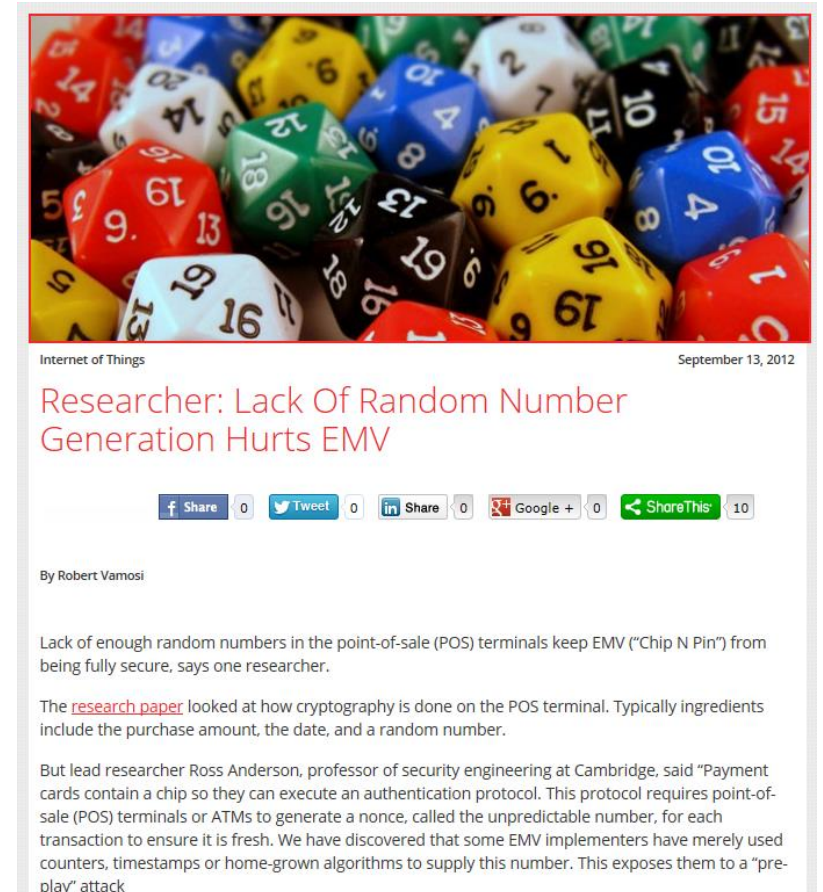 Internet of Things
September 13, 2012
Researcher: Lack Of Random Number
Generation Hurts EMV
Share 0 Tweet 0 in Share 0 Google + 0 ShareThis 10
By Robert Vamosi
Lack of enough random numbers in the point-of-sale (POS) terminals keep EMV (“Chip N Pin”) from
being fully secure, says one researcher.
The research paper looked at how cryptography is done on the POS terminal. Typically ingredients
include the purchase amount, the date, and a random number.
But lead researcher Ross Anderson, professor of security engineering at Cambridge, said “Payment
cards contain a chip so they can execute an authentication protocol. This protocol requires point-of-
sale (POS) terminals or ATMs to generate a nonce, called the unpredictable number, for each
transaction to ensure it is fresh. We have discovered that some EMV implementers have merely used
counters, timestamps or home-grown algorithms to supply this number. This exposes them to a “pre-
play” attack